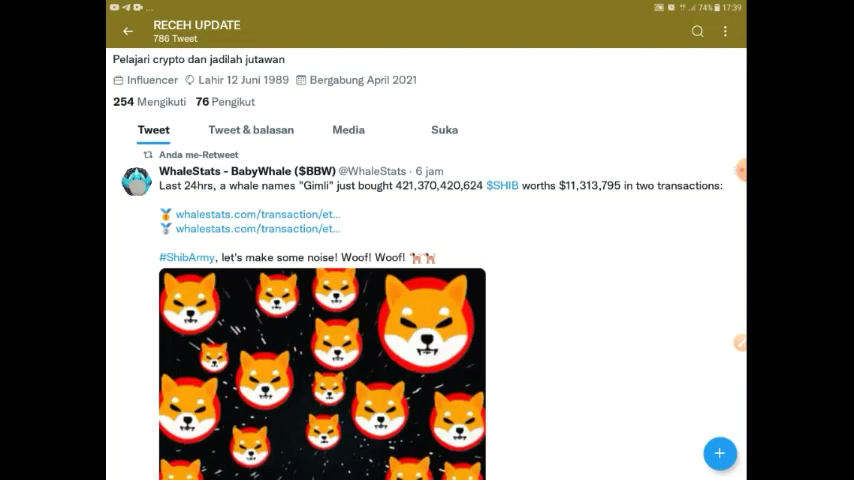 ... 74% 17:39
RECEH UPDATE
786 Tweet
Pelajari crypto dan jadilah jutawan
Influencer Lahir 12 Juni 1989 Bergabung April 2021
254 Mengikuti 76 Pengikut
Tweet Tweet & balasan Media Suka
Anda me-Retweet
WhaleStats - BabyWhale ($BBW) @WhaleStats · 6 jam
Last 24hrs, a whale names "Gimli" just bought 421,370,420,624 $SHIB worths $11,313,795 in two transactions:
🥇 whalestats.com/transaction/et...
🥈 whalestats.com/transaction/et...
#ShibArmy, let's make some noise! Woof! Woof! 🐕🐕